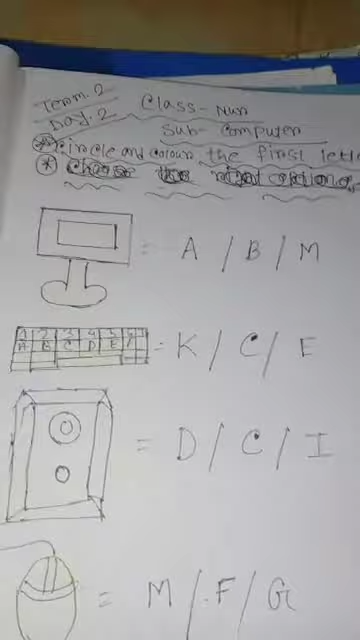 Term. 2
Day. 2
Class- Nur
Sub- Computer
Circle and colour the first lette
= A / B / M
1 2 3 4 5 6
A B C D E F
= K / C / E
= D / C / I
= M / F / G